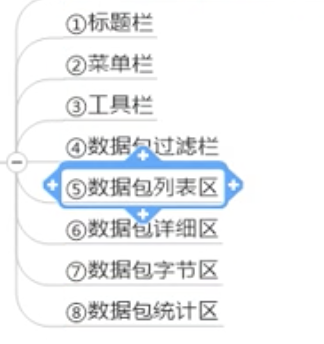 ①标题栏
②菜单栏
③工具栏
④数据包过滤栏
⑤数据包列表区
⑥数据包详细区
⑦数据包字节区
⑧数据包统计区